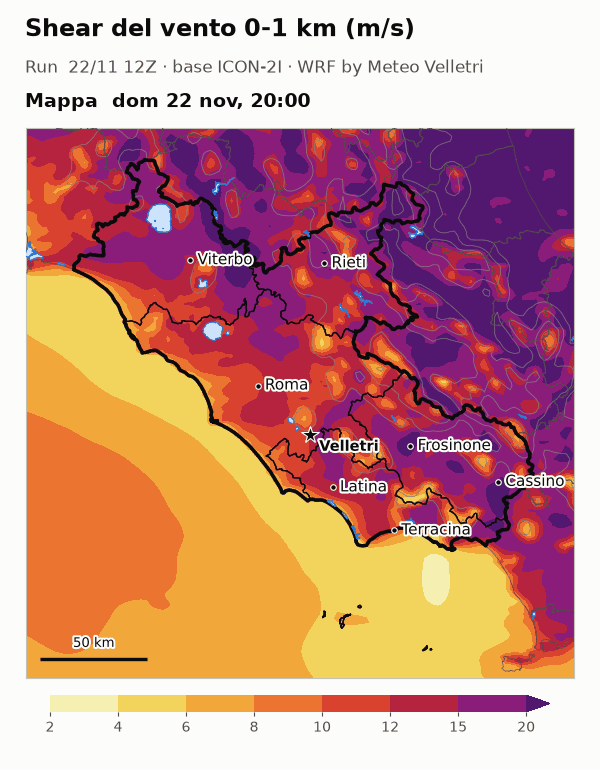 Shear del vento 0-1 km (m/s)
Run  22/11 12Z · base ICON-2I · WRF by Meteo Velletri
Mappa  dom 22 nov, 20:00
Viterbo
Rieti
Roma
Velletri
Frosinone
Cassino
Latina
Terracina
50 km
2 4 6 8 10 12 15 20